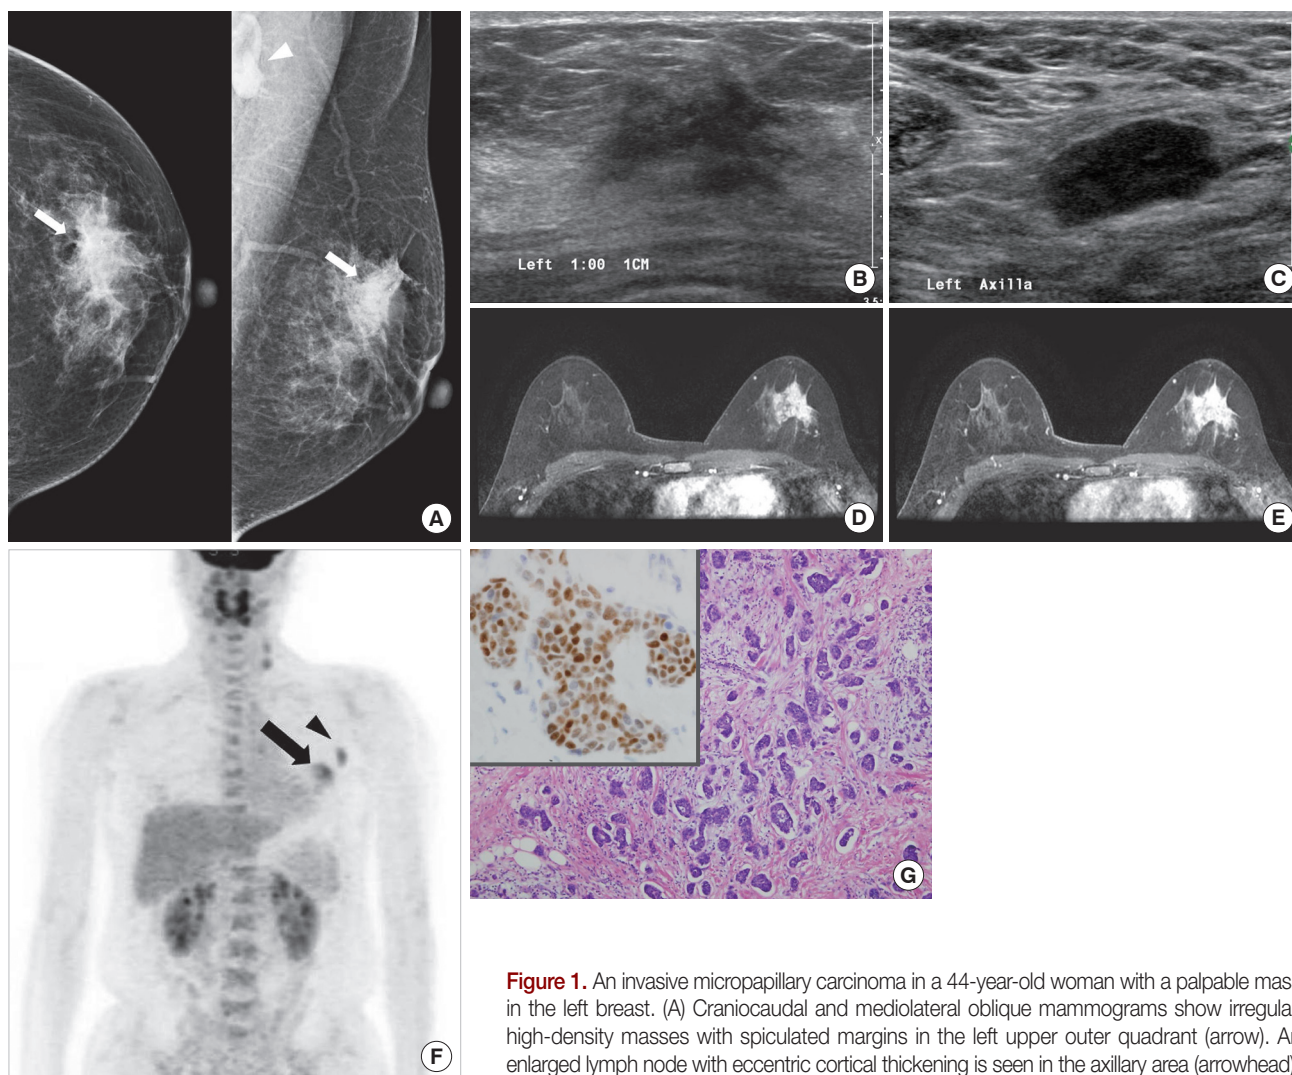 Left 1:00 1CM
B
Left Axilla
C
A
D
E
F
G
Figure 1. An invasive micropapillary carcinoma in a 44-year-old woman with a palpable mas
in the left breast. (A) Craniocaudal and mediolateral oblique mammograms show irregula
high-density masses with spiculated margins in the left upper outer quadrant (arrow). A
enlarged lymph node with eccentric cortical thickening is seen in the axillary area (arrowhead)